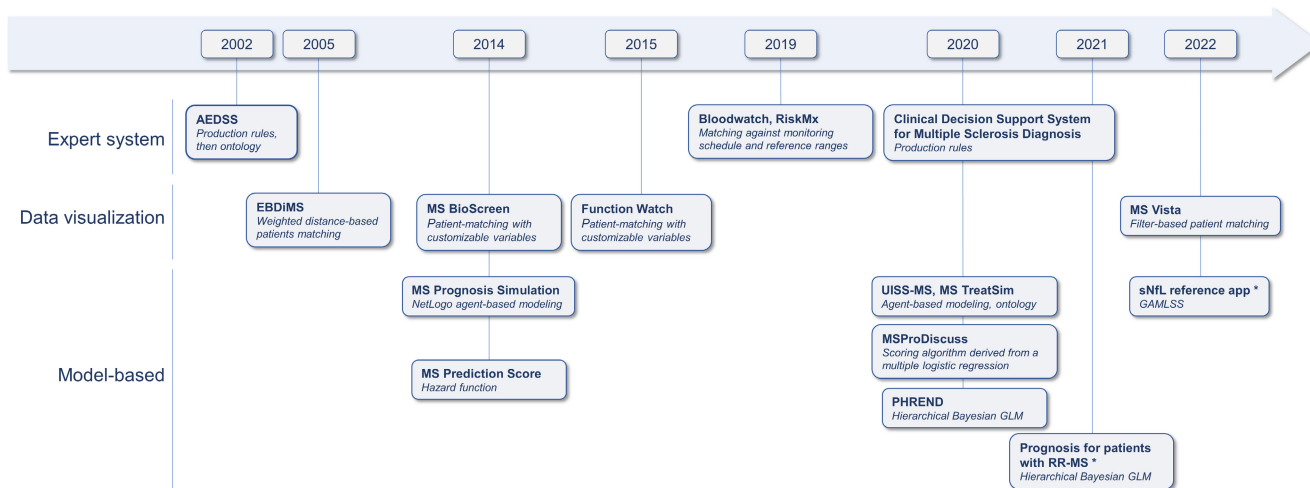 2002
2005
2014
2015
2019
2020
2021
2022
Expert system
AEDSS
Production rules,
then ontology
Bloodwatch, RiskMx
Matching against monitoring
schedule and reference ranges
Clinical Decision Support System
for Multiple Sclerosis Diagnosis
Production rules
Data visualization
EBDiMS
Weighted distance-based
patients matching
MS BioScreen
Patient-matching with
customizable variables
Function Watch
Patient-matching with
customizable variables
MS Vista
Filter-based patient matching
Model-based
MS Prognosis Simulation
NetLogo agent-based modeling
MS Prediction Score
Hazard function
UISS-MS, MS TreatSim
Agent-based modeling, ontology
MSProDiscuss
Scoring algorithm derived from a
multiple logistic regression
PHREND
Hierarchical Bayesian GLM
Prognosis for patients
with RR-MS *
Hierarchical Bayesian GLM
sNfL reference app *
GAMLSS